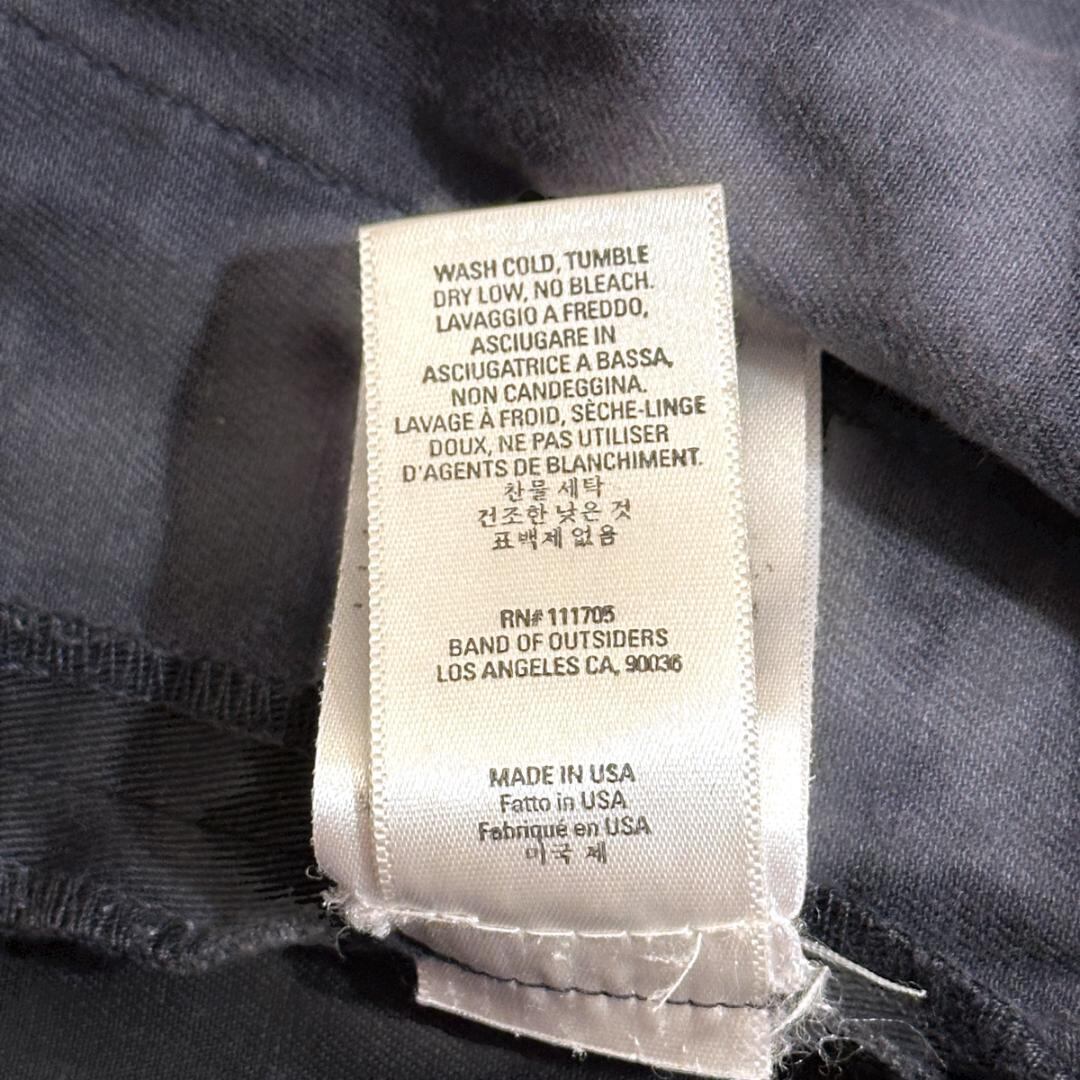 WASH COLD, TUMBLE
DRY LOW, NO BLEACH.
LAVAGGIO A FREDDO,
ASCIUGARE IN
ASCIUGATRICE A BASSA,
NON CANDEGGINA.
LAVAGE À FROID, SÈCHE-LINGE
DOUX, NE PAS UTILISER
D'AGENTS DE BLANCHIMENT.
찬물 세탁
건조한 낮은 것
표백제 없음
RN# 111705
BAND OF OUTSIDERS
LOS ANGELES CA, 90036
MADE IN USA
Fatto in USA
Fabriqué en USA
미국 제